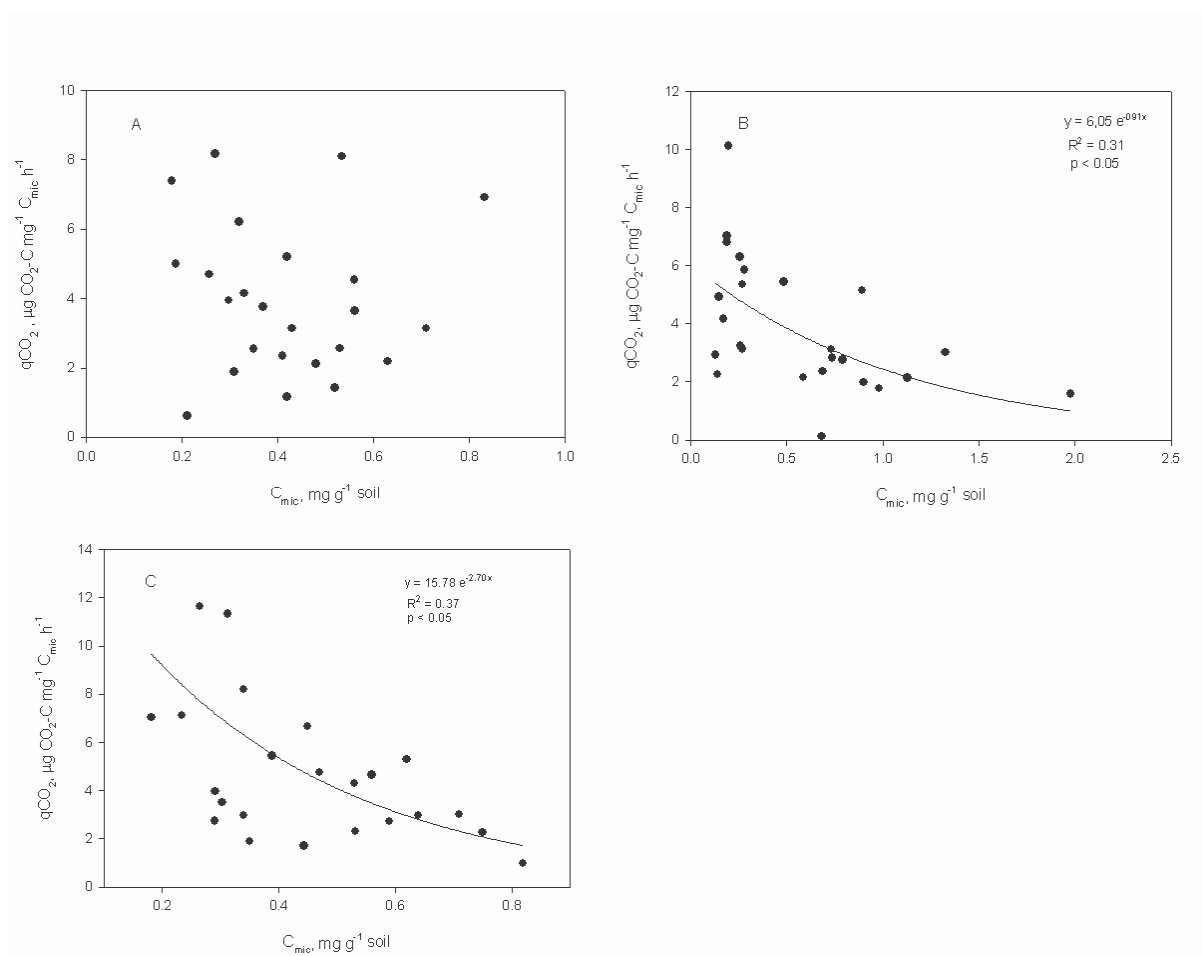 A
qCO2 , µg CO2-C mg-1 Cmic h-1
10
8
6
4
2
0
0.0 0.2 0.4 0.6 0.8 1.0
Cmic, mg g-1 soil
B
y = 6,05 e-091x
R2 = 0.31
p < 0.05
qCO2, µg CO2-C mg-1 Cmic h-1
12
10
8
6
4
2
0
0.0 0.5 1.0 1.5 2.0 2.5
Cmic, mg g-1 soil
C
y = 15.78 e-2.70x
R2 = 0.37
p < 0.05
qCO2, µg CO2-C mg-1 Cmic h-1
14
12
10
8
6
4
2
0
0.2 0.4 0.6 0.8
Cmic, mg g-1 soil